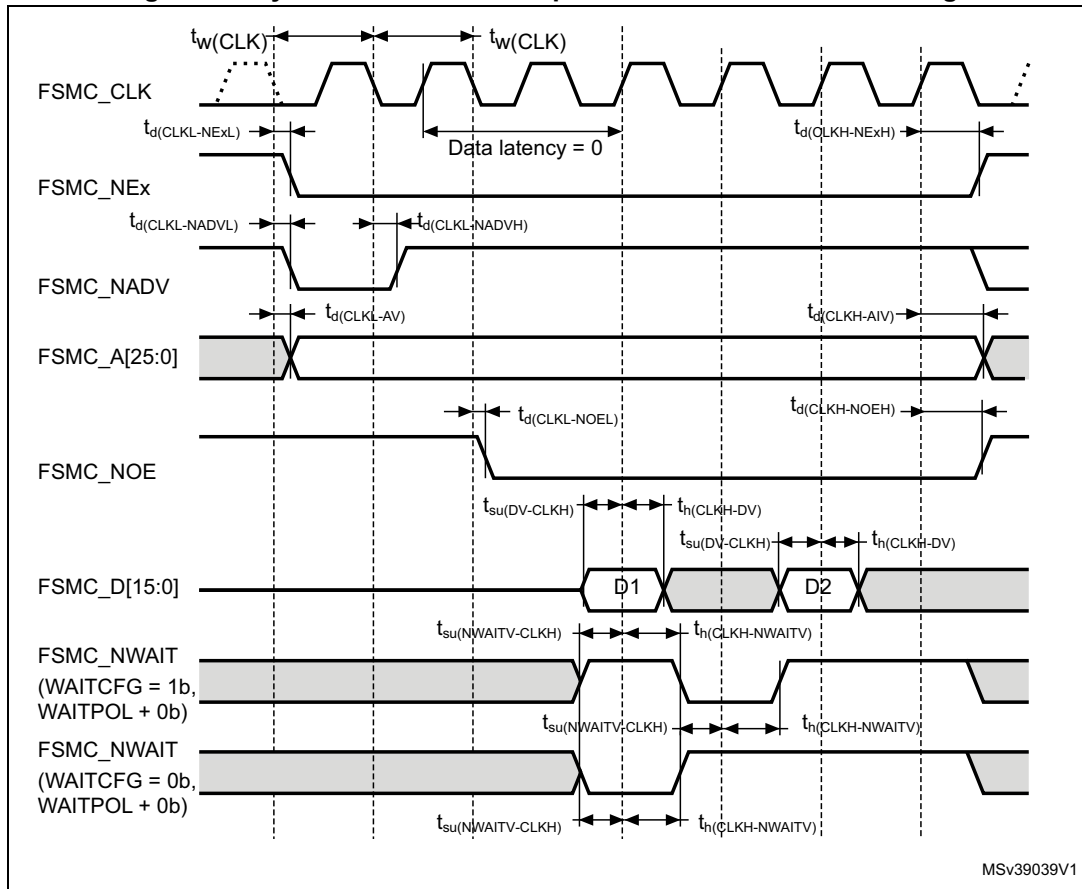 tw(CLK) tw(CLK)
FSMC_CLK
td(CLKL-NExL) Data latency = 0 td(CLKH-NExH)
FSMC_NEx
td(CLKL-NADVL) td(CLKL-NADVH)
FSMC_NADV
td(CLKL-AV) td(CLKH-AIV)
FSMC_A[25:0]
td(CLKL-NOEL) td(CLKH-NOEH)
FSMC_NOE
tsu(DV-CLKH) th(CLKH-DV)
tsu(DV-CLKH) th(CLKH-DV)
FSMC_D[15:0] D1 D2
tsu(NWAITV-CLKH) th(CLKH-NWAITV)
FSMC_NWAIT
(WAITCFG = 1b,
WAITPOL + 0b)
tsu(NWAITV-CLKH) th(CLKH-NWAITV)
FSMC_NWAIT
(WAITCFG = 0b,
WAITPOL + 0b)
tsu(NWAITV-CLKH) th(CLKH-NWAITV)
MSv39039V1